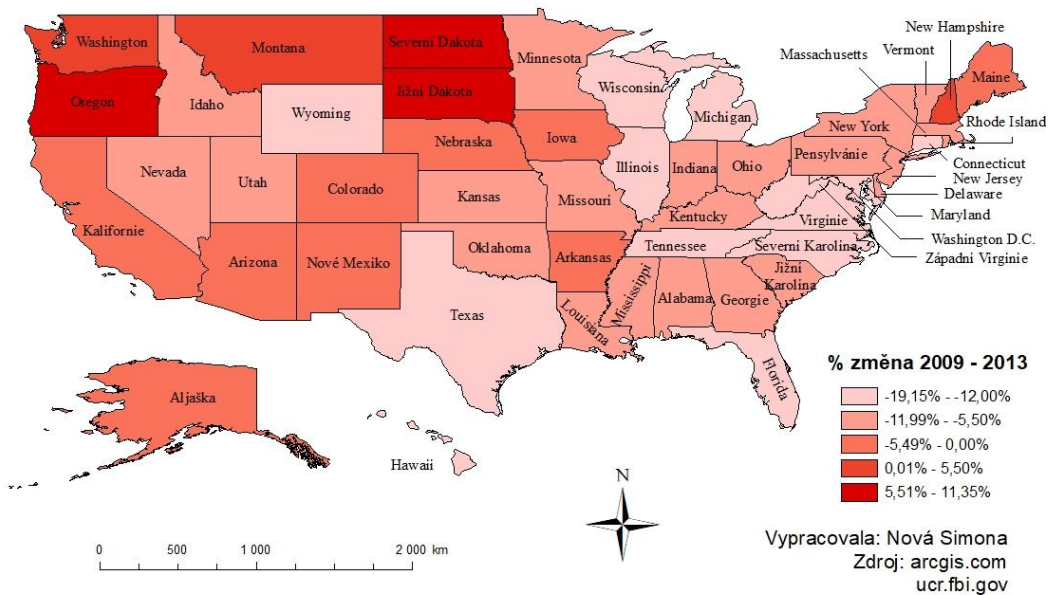 New Hampshire
Washington
Montana
Severní Dakota
Minnesota
Massachusetts
Vermont
Maine
Oregon
Idaho
Jižní Dakota
Wisconsin
Michigan
Wyoming
New York
Rhode Island
Nebraska
Iowa
Illinois
Indiana
Ohio
Pensylvánie
Connecticut
New Jersey
Nevada
Utah
Colorado
Kansas
Missouri
Delaware
Kentucky
Virginie
Maryland
Kalifornie
Washington D.C.
Tennessee
Severní Karolina
Západní Virginie
Arizona
Nové Mexiko
Oklahoma
Arkansas
Jižní
Karolina
Mississippi
Alabama
Georgie
Texas
Louisiana
Florida
Aljaška
Hawaii
% změna 2009 - 2013
-19,15% - -12,00%
-11,99% - -5,50%
-5,49% - 0,00%
0,01% - 5,50%
5,51% - 11,35%
N
0 500 1 000 2 000 km
Vypracovala: Nová Simona
Zdroj: arcgis.com
ucr.fbi.gov